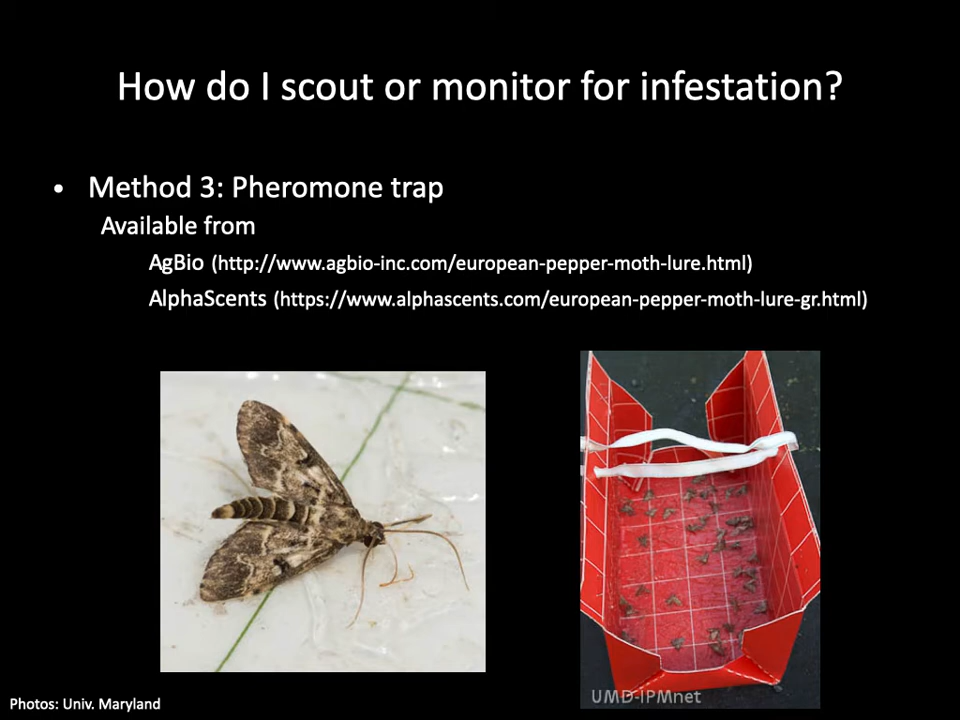 How do I scout or monitor for infestation?
• Method 3: Pheromone trap
Available from
AgBio (http://www.agbio-inc.com/european-pepper-moth-lure.html)
AlphaScents (https://www.alphascents.com/european-pepper-moth-lure-gr.html)
UMD-IPMnet
Photos: Univ. Maryland